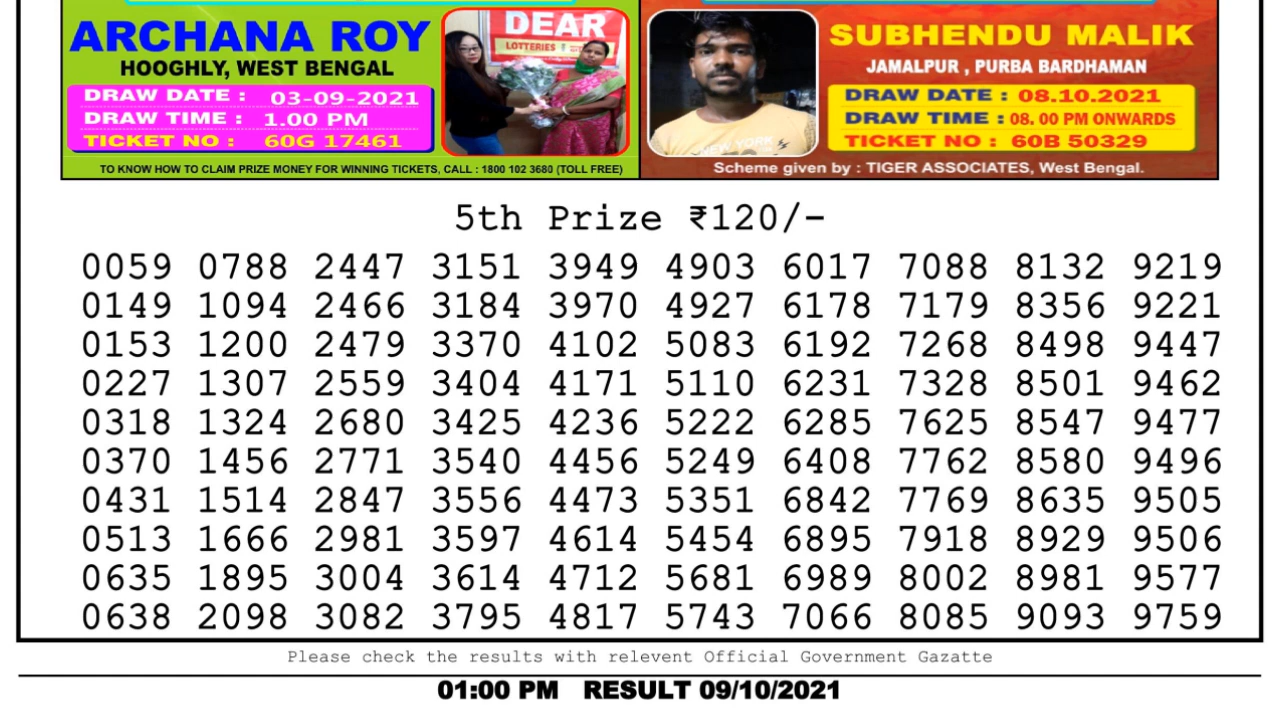 ARCHANA ROY
HOOGHLY, WEST BENGAL
DRAW DATE : 03-09-2021
DRAW TIME : 1.00 PM
TICKET NO : 60G 17461
DEAR
LOTTERIES
TO KNOW HOW TO CLAIM PRIZE MONEY FOR WINNING TICKETS, CALL : 1800 102 3680 (TOLL FREE)
SUBHENDU MALIK
JAMALPUR , PURBA BARDHAMAN
DRAW DATE : 08.10.2021
DRAW TIME : 08. 00 PM ONWARDS
TICKET NO : 60B 50329
NEW YORK
Scheme given by : TIGER ASSOCIATES, West Bengal.
5th Prize ₹120/-
0059 0788 2447 3151 3949 4903 6017 7088 8132 9219
0149 1094 2466 3184 3970 4927 6178 7179 8356 9221
0153 1200 2479 3370 4102 5083 6192 7268 8498 9447
0227 1307 2559 3404 4171 5110 6231 7328 8501 9462
0318 1324 2680 3425 4236 5222 6285 7625 8547 9477
0370 1456 2771 3540 4456 5249 6408 7762 8580 9496
0431 1514 2847 3556 4473 5351 6842 7769 8635 9505
0513 1666 2981 3597 4614 5454 6895 7918 8929 9506
0635 1895 3004 3614 4712 5681 6989 8002 8981 9577
0638 2098 3082 3795 4817 5743 7066 8085 9093 9759
Please check the results with relevent Official Government Gazatte
01:00 PM RESULT 09/10/2021